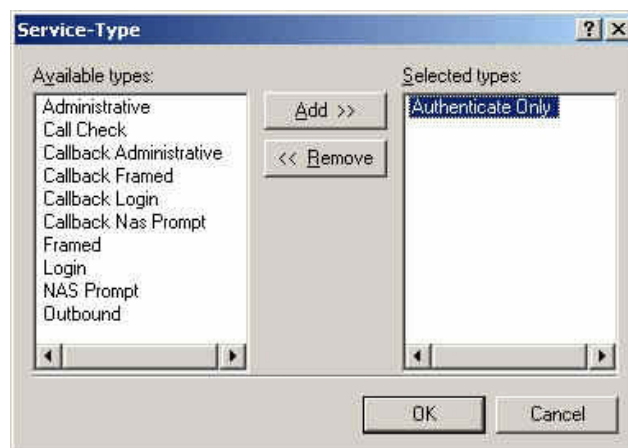 Service-Type
Available types:
Administrative
Call Check
Callback Administrative
Callback Framed
Callback Login
Callback Nas Prompt
Framed
Login
NAS Prompt
Outbound
Add >>
<< Remove
Selected types:
Authenticate Only
OK
Cancel